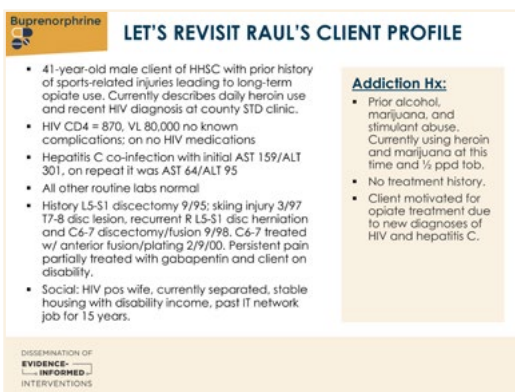 Buprenorphrine
LET'S REVISIT RAUL'S CLIENT PROFILE
▪ 41-year-old male client of HHSC with prior history
of sports-related injuries leading to long-term
opiate use. Currently describes daily heroin use
and recent HIV diagnosis at county STD clinic.
▪ HIV CD4 = 870, VL 80,000 no known
complications; on no HIV medications
▪ Hepatitis C co-infection with initial AST 159/ALT
301, on repeat it was AST 64/ALT 95
▪ All other routine labs normal
▪ History L5-S1 discectomy 9/95; skiing injury 3/97
T7-8 disc lesion, recurrent R L5-S1 disc herniation
and C6-7 discectomy/fusion 9/98. C6-7 treated
w/ anterior fusion/plating 2/9/00. Persistent pain
partially treated with gabapentin and client on
disability.
▪ Social: HIV pos wife, currently separated, stable
housing with disability income, past IT network
job for 15 years.
Addiction Hx:
▪ Prior alcohol,
marijuana, and
stimulant abuse.
Currently using heroin
and marijuana at this
time and ½ ppd tob.
▪ No treatment history.
▪ Client motivated for
opiate treatment due
to new diagnoses of
HIV and hepatitis C.
DISSEMINATION OF
EVIDENCE-
INFORMED
INTERVENTIONS